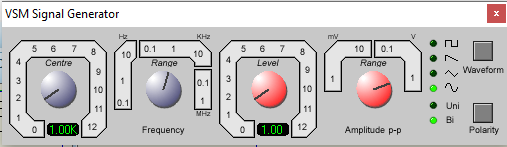 VSM Signal Generator x
5 6 7 8
4 9
3 10
2 11
1 12
0
Centre
1.00K
Hz KHz
10 0.1 1 10
1 0.1
0.1 1
MHz
Range
Frequency
5 6 7 8
4 9
3 10
2 11
1 12
0
Level
1.00
mV V
10 0.1
1 1
Range
Amplitude p-p
Uni
Bi
Waveform
Polarity